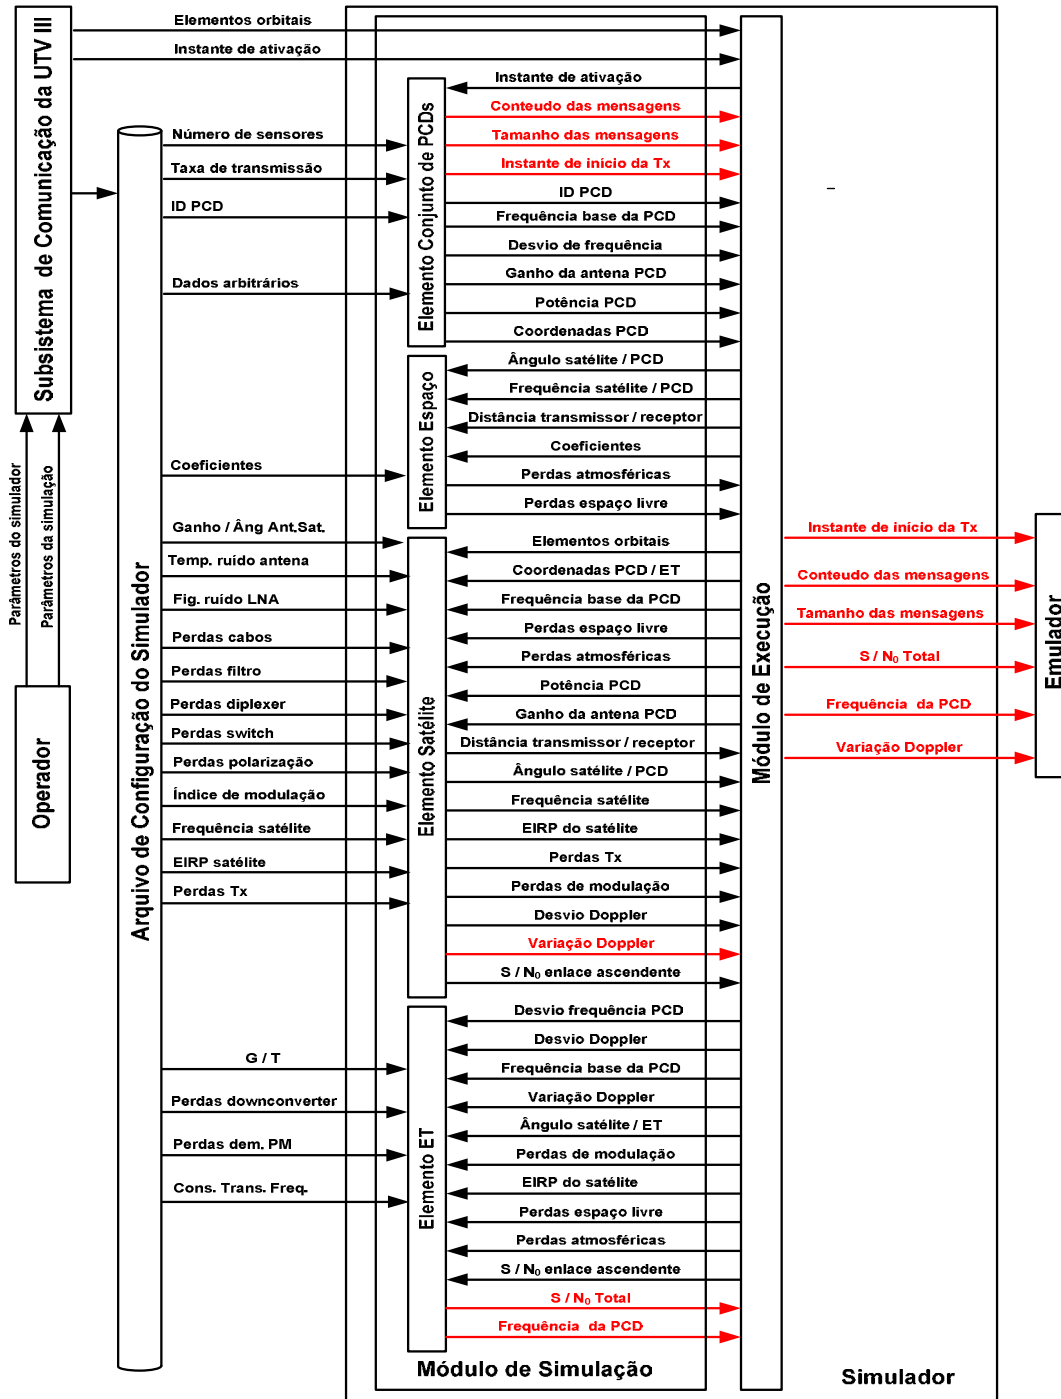 Elementos orbitais
Instante de ativação
Subsistema de Comunicação da UTV III
Parâmetros do simulador
Parâmetros da simulação
Operador
Arquivo de Configuração do Simulador
Número de sensores
Taxa de transmissão
ID PCD
Dados arbitrários
Coeficientes
Ganho / Âng Ant.Sat.
Temp. ruído antena
Fig. ruído LNA
Perdas cabos
Perdas filtro
Perdas diplexer
Perdas switch
Perdas polarização
Índice de modulação
Frequência satélite
EIRP satélite
Perdas Tx
G / T
Perdas downconverter
Perdas dem. PM
Cons. Trans. Freq.
Elemento Conjunto de PCDs
Instante de ativação
Conteudo das mensagens
Tamanho das mensagens
Instante de início da Tx
ID PCD
Frequência base da PCD
Desvio de frequência
Ganho da antena PCD
Potência PCD
Coordenadas PCD
Elemento Espaço
Ângulo satélite / PCD
Frequência satélite / PCD
Distância transmissor / receptor
Coeficientes
Perdas atmosféricas
Perdas espaço livre
Elemento Satélite
Elementos orbitais
Coordenadas PCD / ET
Frequência base da PCD
Perdas espaço livre
Perdas atmosféricas
Potência PCD
Ganho da antena PCD
Distância transmissor / receptor
Ângulo satélite / PCD
Frequência satélite
EIRP do satélite
Perdas Tx
Perdas de modulação
Desvio Doppler
Variação Doppler
S / N₀ enlace ascendente
Elemento ET
Desvio frequência PCD
Desvio Doppler
Frequência base da PCD
Variação Doppler
Ângulo satélite / ET
Perdas de modulação
EIRP do satélite
Perdas espaço livre
Perdas atmosféricas
S / N₀ enlace ascendente
S / N₀ Total
Frequência da PCD
Módulo de Simulação
Módulo de Execução
–
Instante de início da Tx
Conteudo das mensagens
Tamanho das mensagens
S / N₀ Total
Frequência da PCD
Variação Doppler
Emulador
Simulador